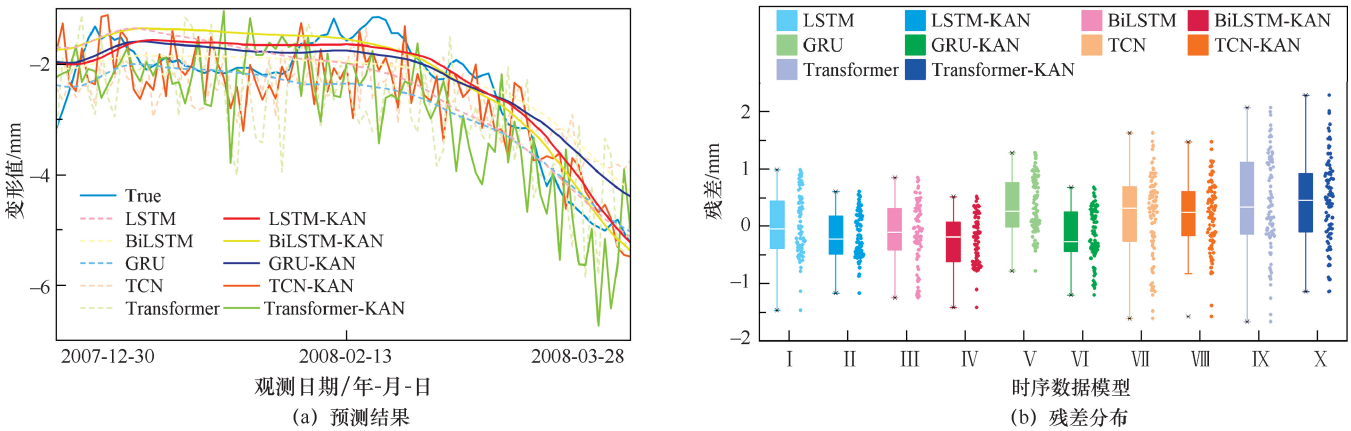 −2
−4
−6
变形值/mm
True
LSTM LSTM-KAN
BiLSTM BiLSTM-KAN
GRU GRU-KAN
TCN TCN-KAN
Transformer Transformer-KAN
2007-12-30 2008-02-13 2008-03-28
观测日期/年-月-日
(a) 预测结果
LSTM LSTM-KAN BiLSTM BiLSTM-KAN
GRU GRU-KAN TCN TCN-KAN
Transformer Transformer-KAN
2
1
0
−1
−2
残差/mm
Ⅰ Ⅱ Ⅲ Ⅳ Ⅴ Ⅵ Ⅶ Ⅷ Ⅸ Ⅹ
时序数据模型
(b) 残差分布